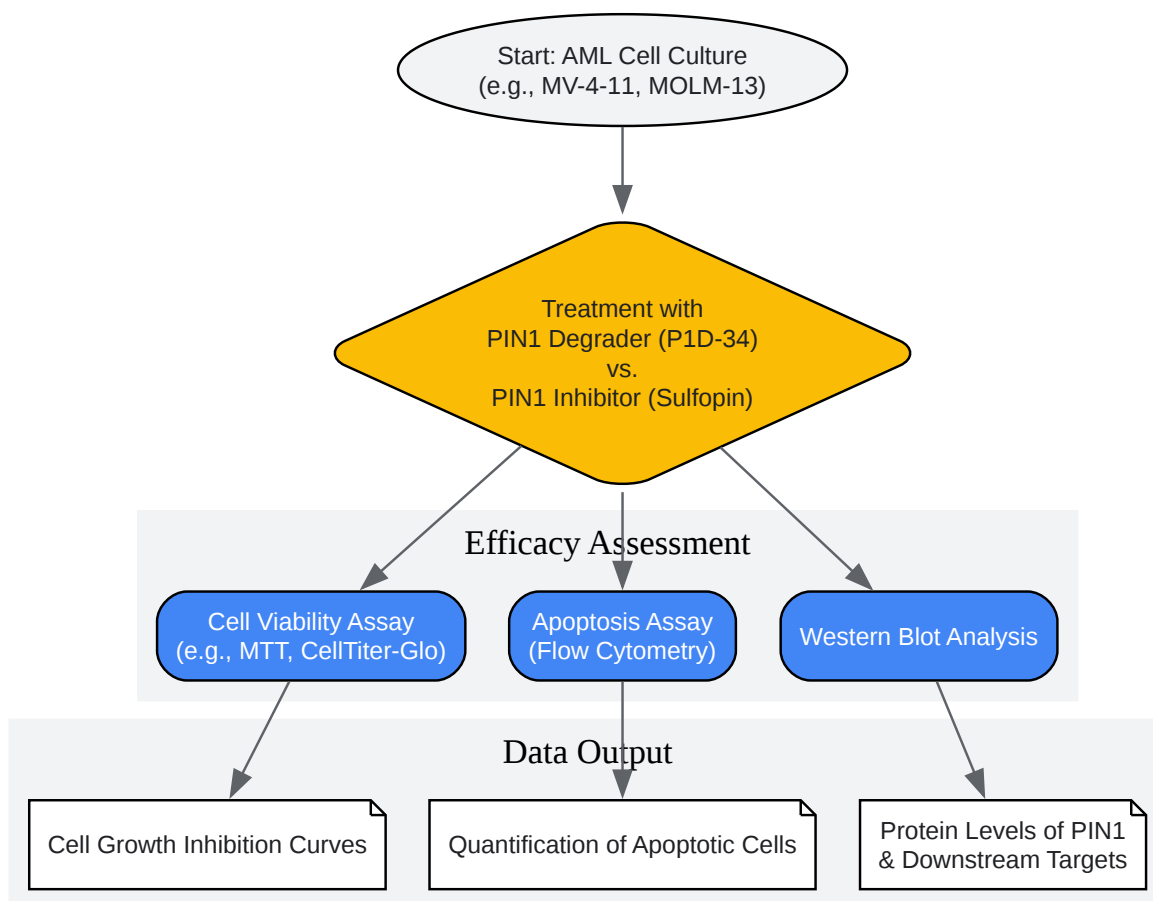 Start: AML Cell Culture
(e.g., MV-4-11, MOLM-13)
Treatment with
PIN1 Degrader (P1D-34)
vs.
PIN1 Inhibitor (Sulfopin)
Efficacy Assessment
Cell Viability Assay
(e.g., MTT, CellTiter-Glo)
Apoptosis Assay
(Flow Cytometry)
Western Blot Analysis
Data Output
Cell Growth Inhibition Curves
Quantification of Apoptotic Cells
Protein Levels of PIN1
& Downstream Targets